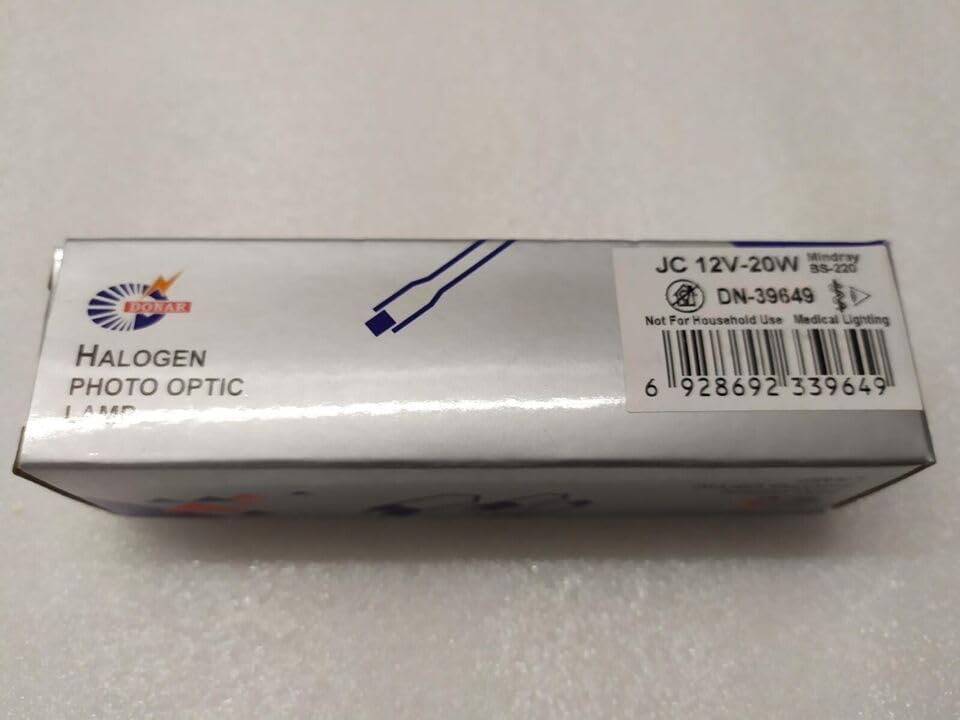 DONAR
HALOGEN
PHOTO OPTIC
LAMP
JC 12V-20W Mindray
BS-220
DN-39649
Not For Household Use Medical Lighting
6 928692 339649